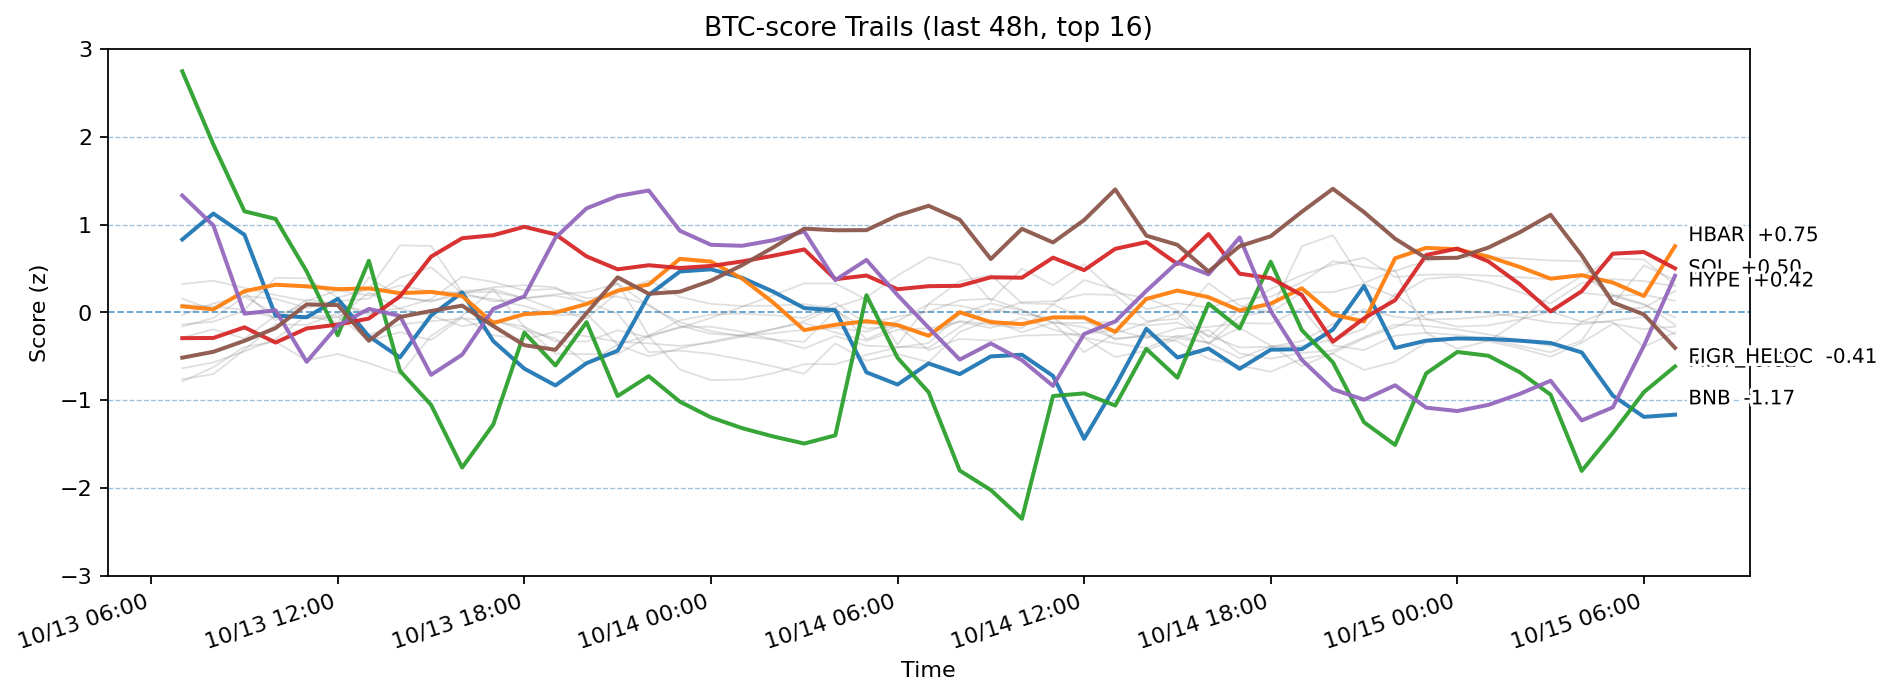 BTC-score Trails (last 48h, top 16)
3
2
1
0
−1
−2
−3
Score (z)
HBAR +0.75
SOL +0.50
HYPE +0.42
FIGR_HELOC -0.41
BNB -1.17
10/13 06:00
10/13 12:00
10/13 18:00
10/14 00:00
10/14 06:00
10/14 12:00
10/14 18:00
10/15 00:00
10/15 06:00
Time